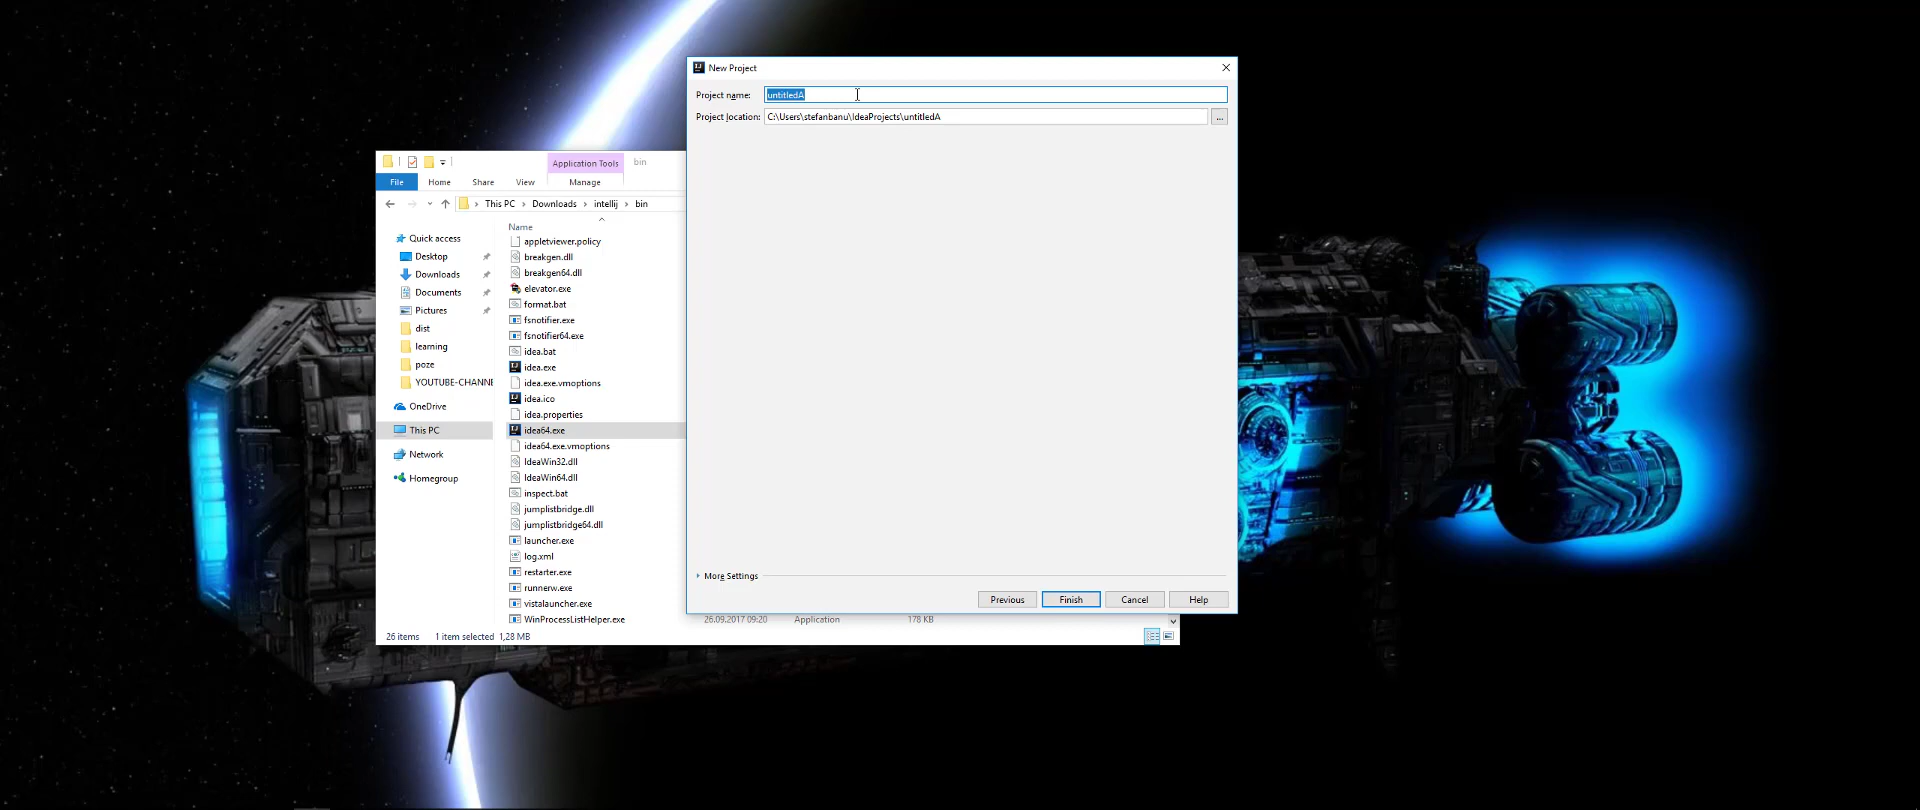 New Project
Project name: untitledA
Project location: C:\Users\stefanbanu\IdeaProjects\untitledA ...
More Settings
Previous Finish Cancel Help
Application Tools bin
File Home Share View Manage
This PC > Downloads > intellij > bin
Quick access
Desktop
Downloads
Documents
Pictures
dist
learning
poze
YOUTUBE-CHANNE
OneDrive
This PC
Network
Homegroup
Name
appletviewer.policy
breakgen.dll
breakgen64.dll
elevator.exe
format.bat
fsnotifier.exe
fsnotifier64.exe
idea.bat
idea.exe
idea.exe.vmoptions
idea.ico
idea.properties
idea64.exe
idea64.exe.vmoptions
IdeaWin32.dll
IdeaWin64.dll
inspect.bat
jumplistbridge.dll
jumplistbridge64.dll
launcher.exe
log.xml
restarter.exe
runnerw.exe
vistalauncher.exe
WinProcessListHelper.exe 26.09.2017 09:20 Application 178 KB
26 items 1 item selected 1,28 MB